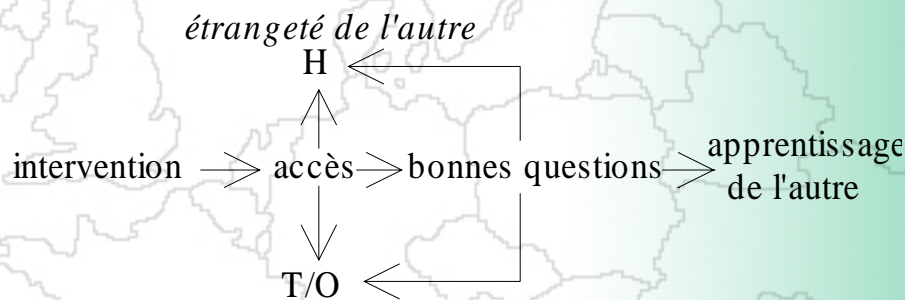 étrangeté de l'autre
H
intervention accès bonnes questions apprentissage
de l'autre
T/O